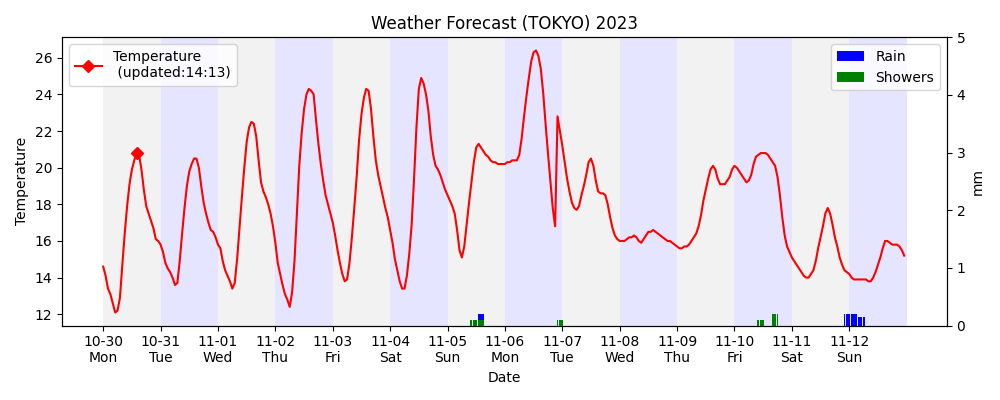 Weather Forecast (TOKYO) 2023
Temperature
(updated:14:13)
Rain
Showers
Temperature
26
24
22
20
18
16
14
12
5
4
3
2
1
0
mm
10-30 10-31 11-01 11-02 11-03 11-04 11-05 11-06 11-07 11-08 11-09 11-10 11-11 11-12
Mon Tue Wed Thu Fri Sat Sun Mon Tue Wed Thu Fri Sat Sun
Date